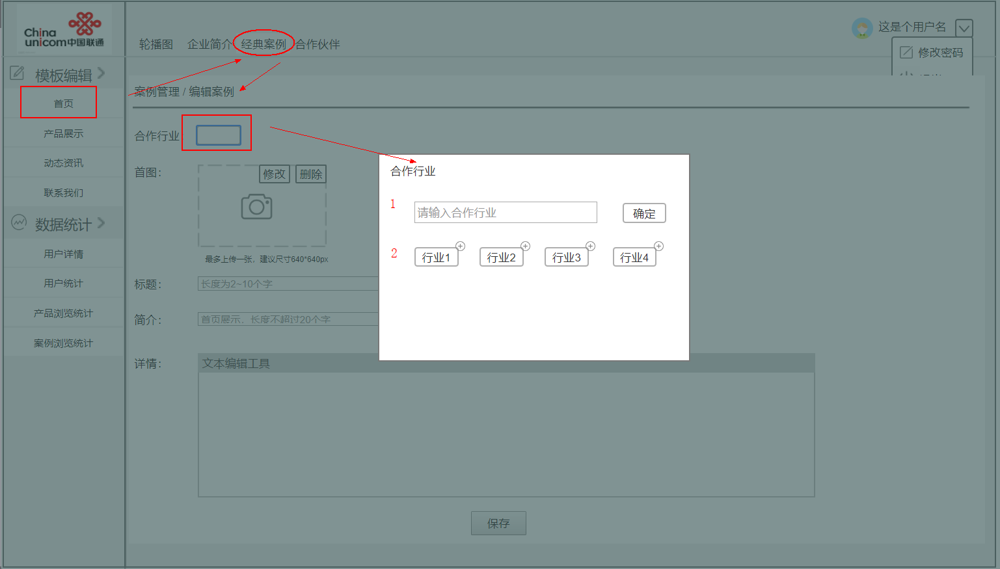 China
unicom中国联通
轮播图 企业简介 经典案例 合作伙伴
这是个用户名
修改密码
模板编辑
首页
产品展示
动态资讯
联系我们
数据统计
用户详情
用户统计
产品浏览统计
案例浏览统计
案例管理 / 编辑案例
合作行业
首图：
修改 删除
最多上传一张，建议尺寸640*640px
标题：
长度为2~10个字
简介：
首页展示，长度不超过20个字
详情：
文本编辑工具
保存
合作行业
1
请输入合作行业
确定
2
行业1 行业2 行业3 行业4